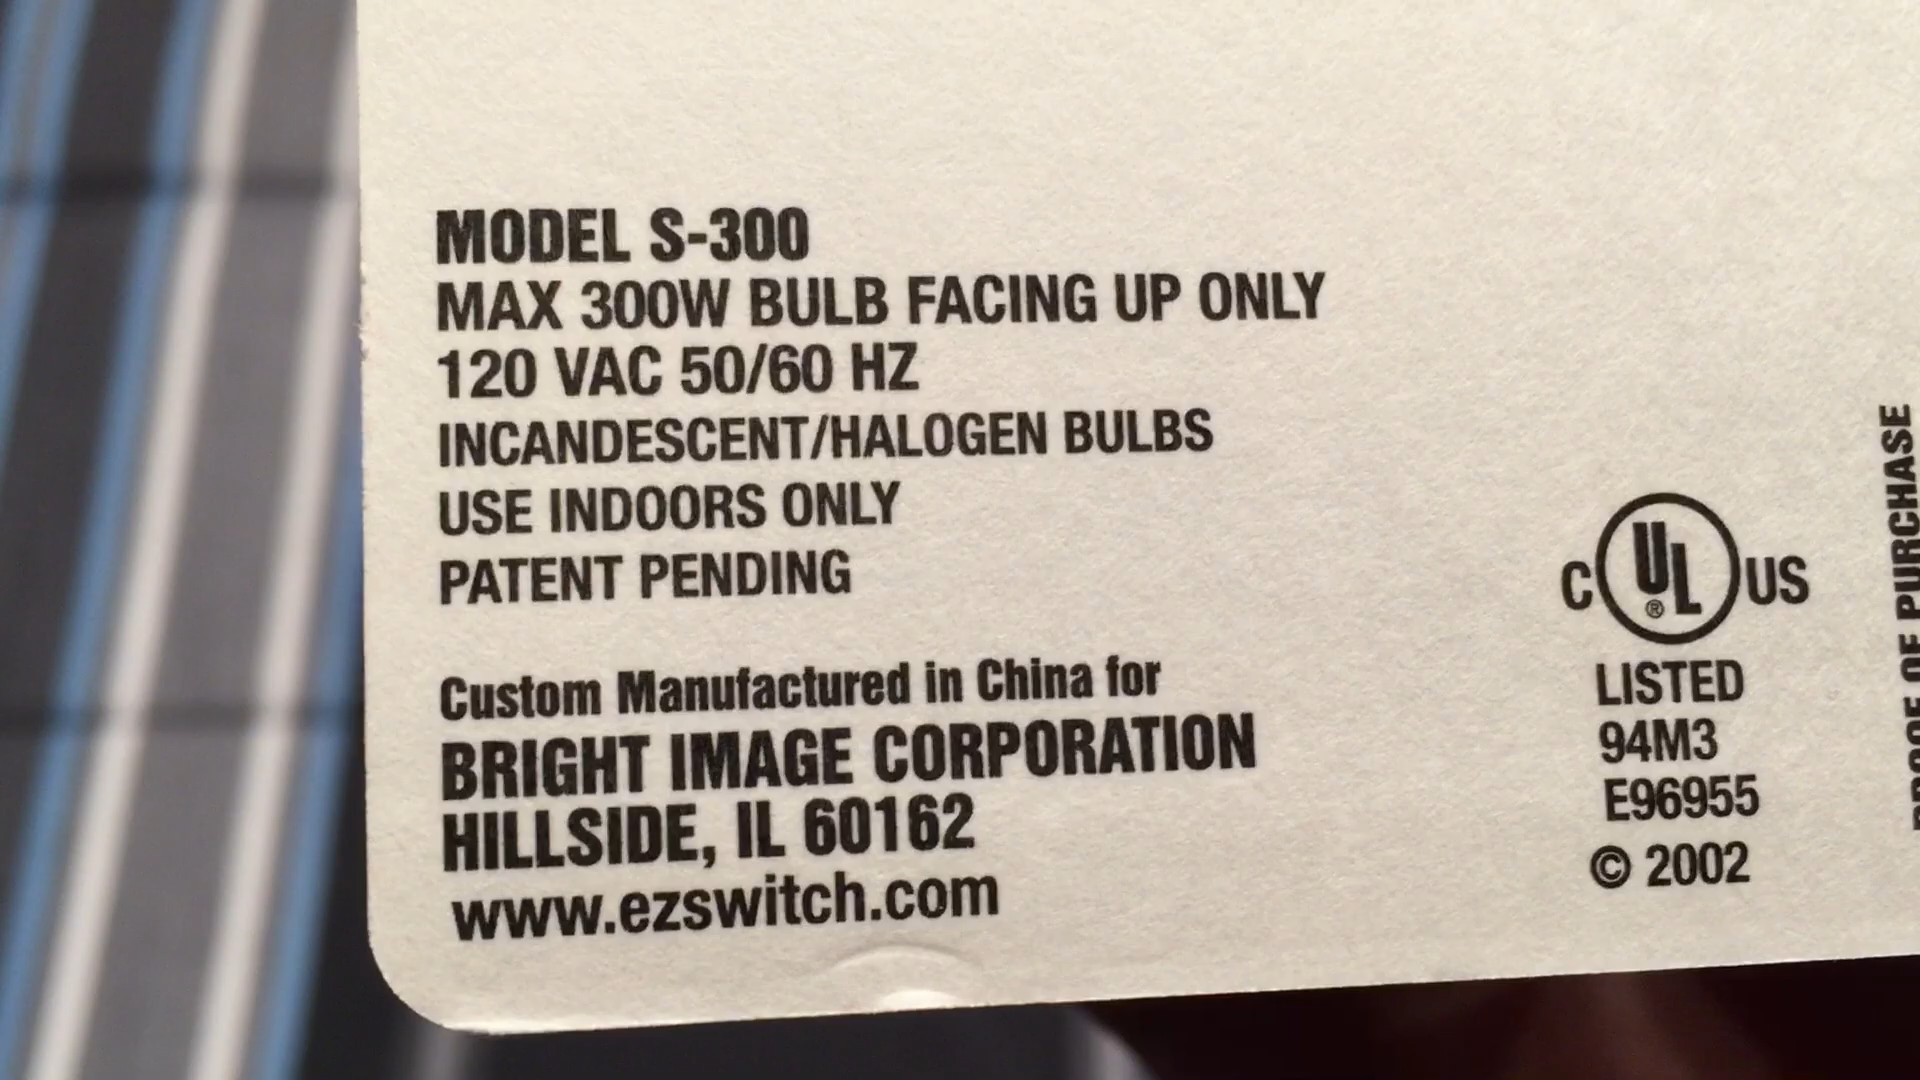 MODEL S-300
MAX 300W BULB FACING UP ONLY
120 VAC 50/60 HZ
INCANDESCENT/HALOGEN BULBS
USE INDOORS ONLY
PATENT PENDING
Custom Manufactured in China for
BRIGHT IMAGE CORPORATION
HILLSIDE, IL 60162
www.ezswitch.com
C UL® US
LISTED
94M3
E96955
© 2002
PROOF OF PURCHASE